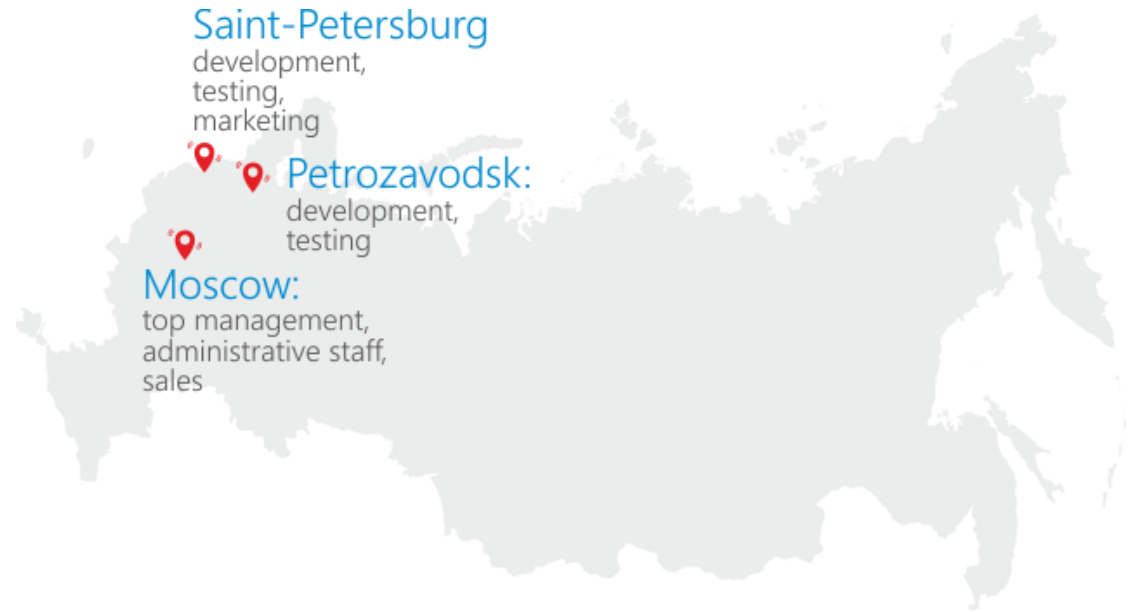 Saint-Petersburg
development,
testing,
marketing
Petrozavodsk:
development,
testing
Moscow:
top management,
administrative staff,
sales